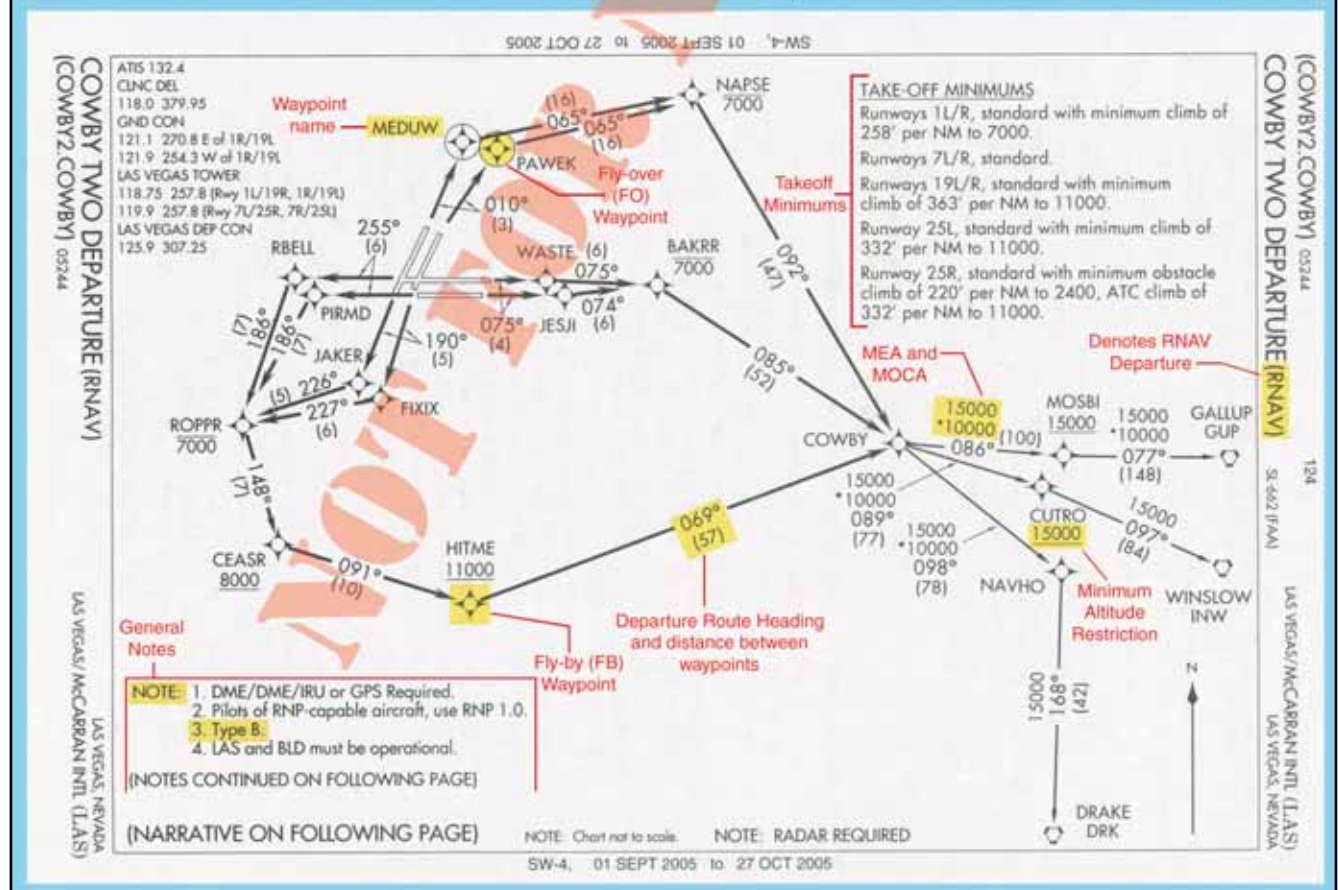 SW-4, 01 SEPT 2005 to 27 OCT 2005
(COWBY2.COWBY) 05244
COWBY TWO DEPARTURE (RNAV)
124
SL-662 (FAA)
LAS VEGAS/McCARRAN INTL (LAS)
LAS VEGAS, NEVADA
ATIS 132.4
CLNC DEL
118.0 379.95
GND CON
121.1 270.8 E of 1R/19L
121.9 254.3 W of 1R/19L
LAS VEGAS TOWER
118.75 257.8 (Rwy 1L/19R, 1R/19L)
119.9 257.8 (Rwy 7L/25R, 7R/25L)
LAS VEGAS DEP CON
125.9 307.25
Waypoint
name
MEDUW
PAWEK
Fly-over
(FO)
Waypoint
(16)
065°
065°
(16)
NAPSE
7000
TAKE-OFF MINIMUMS
Runways 1L/R, standard with minimum climb of
258' per NM to 7000.
Runways 7L/R, standard.
Runways 19L/R, standard with minimum
climb of 363' per NM to 11000.
Runway 25L, standard with minimum climb of
332' per NM to 11000.
Runway 25R, standard with minimum obstacle
climb of 220' per NM to 2400, ATC climb of
332' per NM to 11000.
Takeoff
Minimums
010°
(3)
255°
(6)
RBELL
PIRMD
WASTE
(6)
075°
BAKRR
7000
074°
(6)
JESJI
075°
(4)
092°
(47)
186°
(7)
186°
(7)
190°
(5)
JAKER
(5) 226°
227°
(6)
FIXIX
ROPPR
7000
085°
(52)
MEA and
MOCA
Denotes RNAV
Departure
COWBY
15000
*10000
086°
(100)
MOSBI
15000
15000
*10000
077°
(148)
GALLUP
GUP
15000
*10000
089°
(77)
CUTRO
15000
15000
097°
(84)
WINSLOW
INW
15000
*10000
098°
(78)
NAVHO
Minimum
Altitude
Restriction
148°
(7)
CEASR
8000
091°
(10)
HITME
11000
069°
(57)
Departure Route Heading
and distance between
waypoints
Fly-by (FB)
Waypoint
15000
168°
(42)
DRAKE
DRK
N
General
Notes
NOTE: 1. DME/DME/IRU or GPS Required.
2. Pilots of RNP-capable aircraft, use RNP 1.0.
3. Type B.
4. LAS and BLD must be operational.
(NOTES CONTINUED ON FOLLOWING PAGE)
(NARRATIVE ON FOLLOWING PAGE)
NOTE: Chart not to scale.
NOTE: RADAR REQUIRED
COWBY TWO DEPARTURE (RNAV)
(COWBY2.COWBY) 05244
LAS VEGAS, NEVADA
LAS VEGAS/McCARRAN INTL (LAS)
SW-4, 01 SEPT 2005 to 27 OCT 2005
NOT FOR